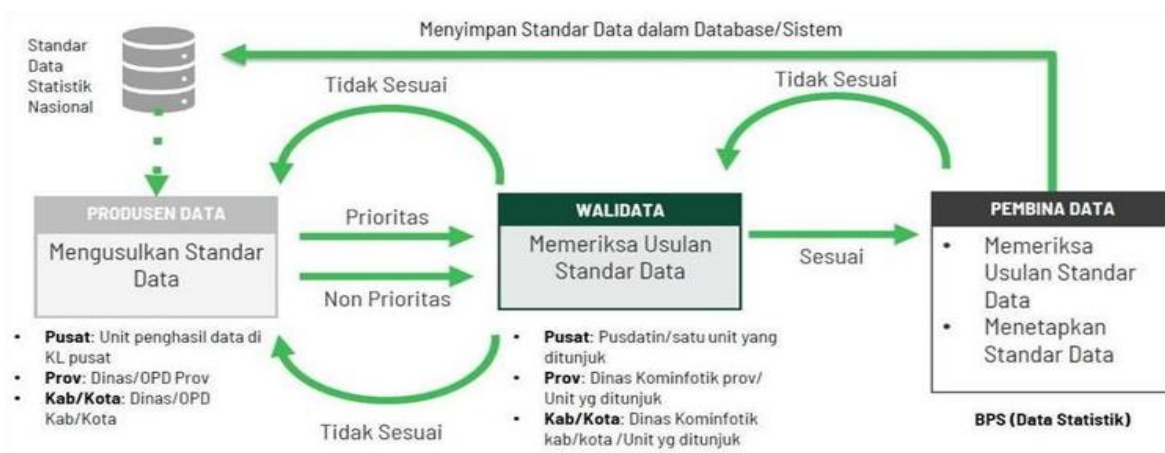 Menyimpan Standar Data dalam Database/Sistem
Standar
Data
Statistik
Nasional
Tidak Sesuai
Tidak Sesuai
PRODUSEN DATA
Mengusulkan Standar
Data
Prioritas
Non Prioritas
WALIDATA
Memeriksa Usulan
Standar Data
Sesuai
PEMBINA DATA
• Memeriksa
Usulan Standar
Data
• Menetapkan
Standar Data
• Pusat: Unit penghasil data di
KL pusat
• Prov: Dinas/OPD Prov
• Kab/Kota: Dinas/OPD
Kab/Kota
Tidak Sesuai
• Pusat: Pusdatin/satu unit yang
ditunjuk
• Prov: Dinas Kominfotik prov/
Unit yg ditunjuk
• Kab/Kota: Dinas Kominfotik
kab/kota /Unit yg ditunjuk
BPS (Data Statistik)